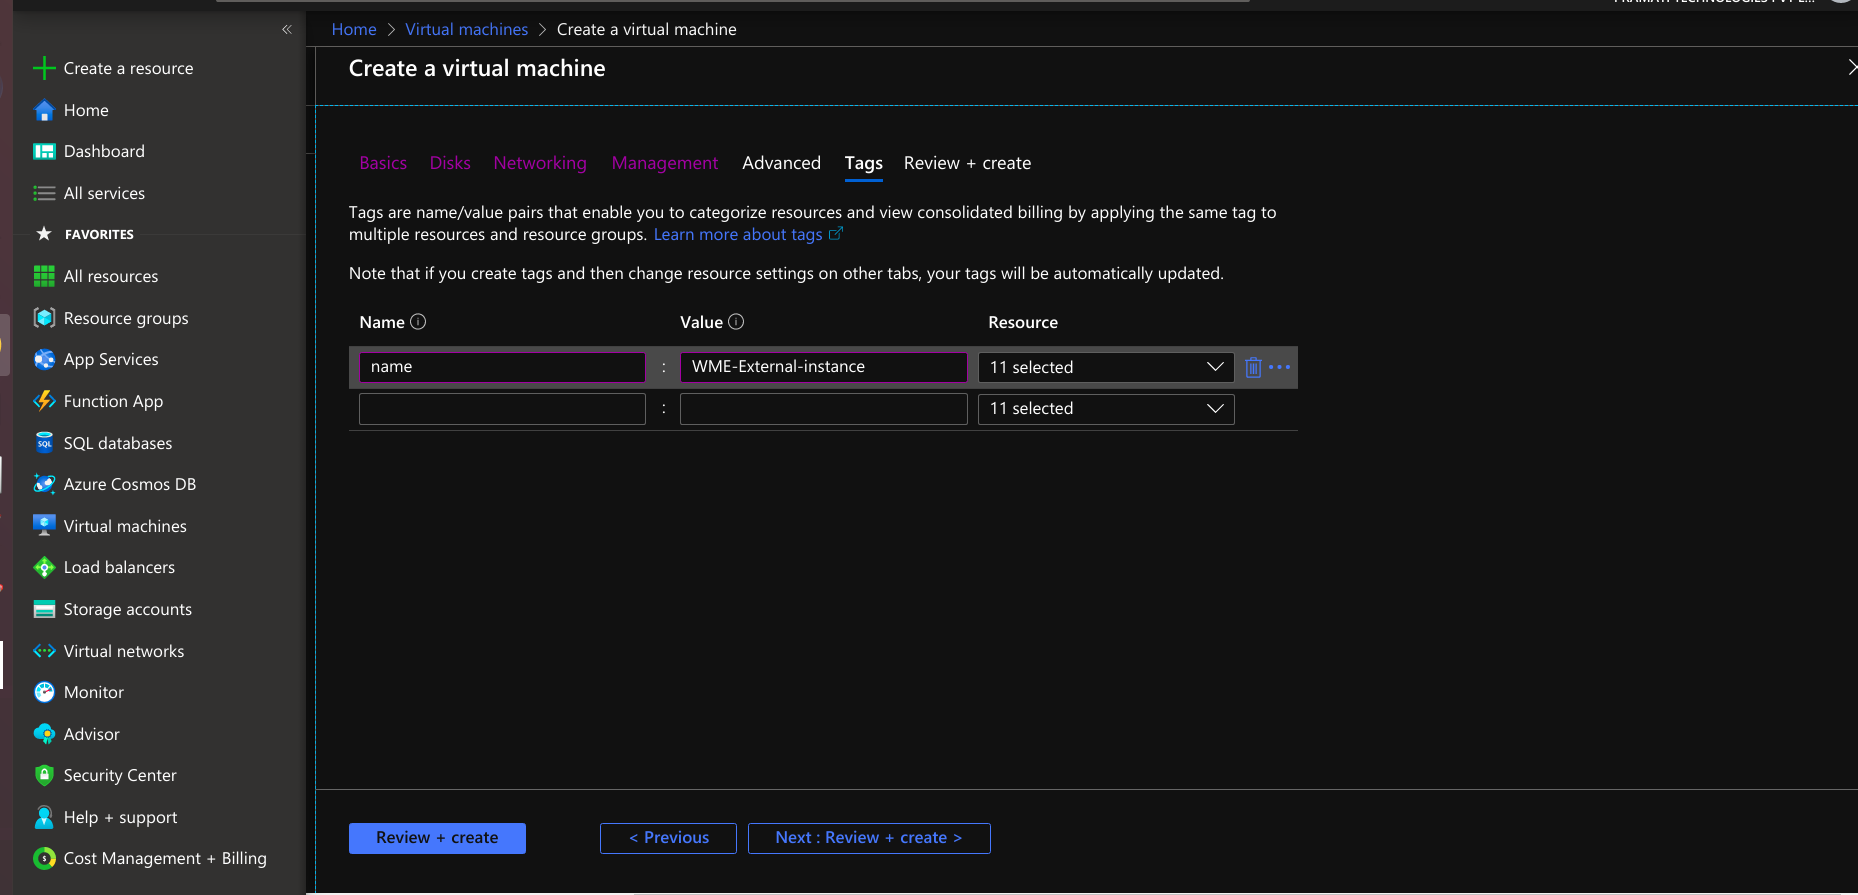 Home > Virtual machines > Create a virtual machine
Create a virtual machine
Create a resource
Home
Dashboard
All services
FAVORITES
All resources
Resource groups
App Services
Function App
SQL databases
Azure Cosmos DB
Virtual machines
Load balancers
Storage accounts
Virtual networks
Monitor
Advisor
Security Center
Help + support
Cost Management + Billing
Basics Disks Networking Management Advanced Tags Review + create
Tags are name/value pairs that enable you to categorize resources and view consolidated billing by applying the same tag to
multiple resources and resource groups. Learn more about tags
Note that if you create tags and then change resource settings on other tabs, your tags will be automatically updated.
Name Value Resource
name : WME-External-instance 11 selected
: 11 selected
Review + create < Previous Next : Review + create >